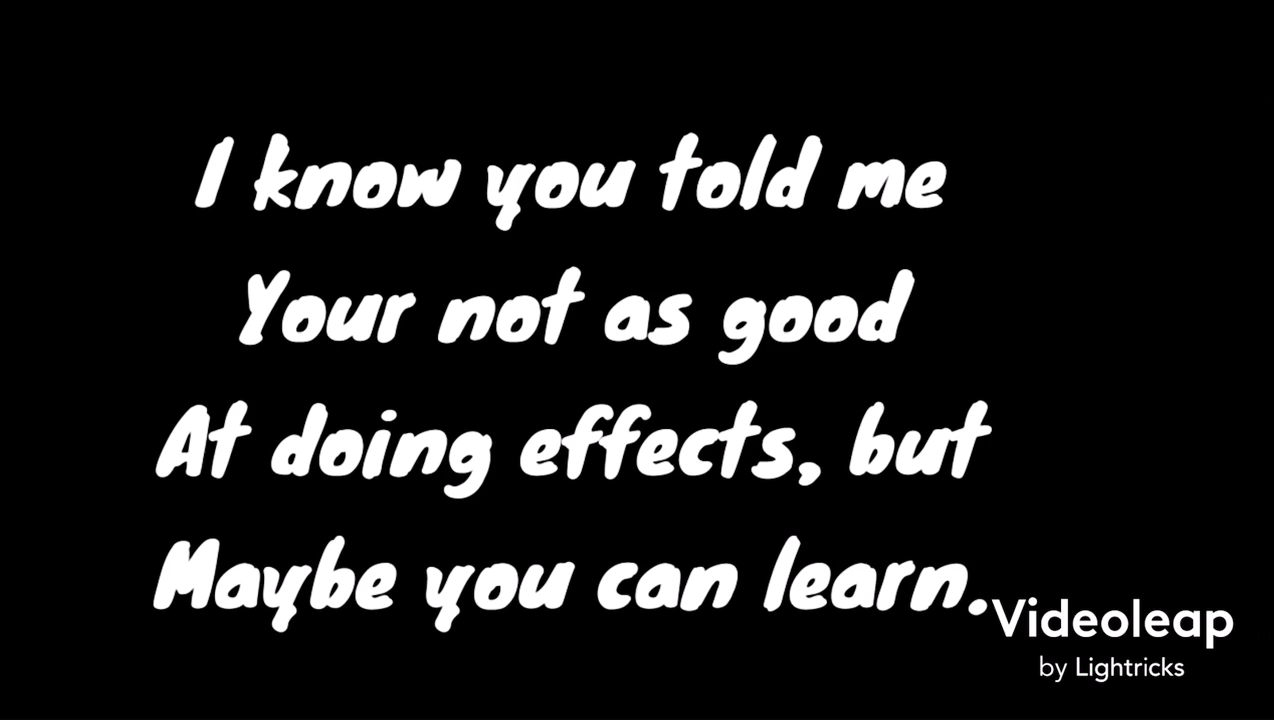 I know you told me
Your not as good
At doing effects, but
Maybe you can learn.
Videoleap
by Lightricks